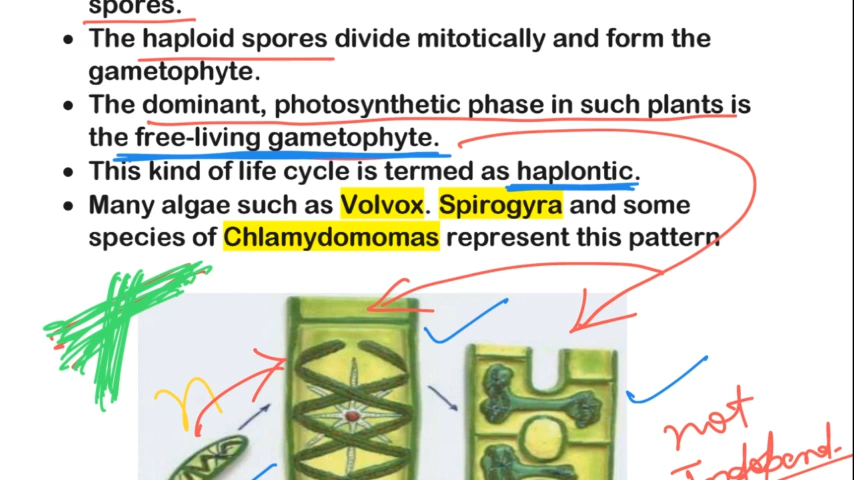 spores.
• The haploid spores divide mitotically and form the
gametophyte.
• The dominant, photosynthetic phase in such plants is
the free-living gametophyte.
• This kind of life cycle is termed as haplontic.
• Many algae such as Volvox. Spirogyra and some
species of Chlamydomomas represent this pattern
n
not
Independ.